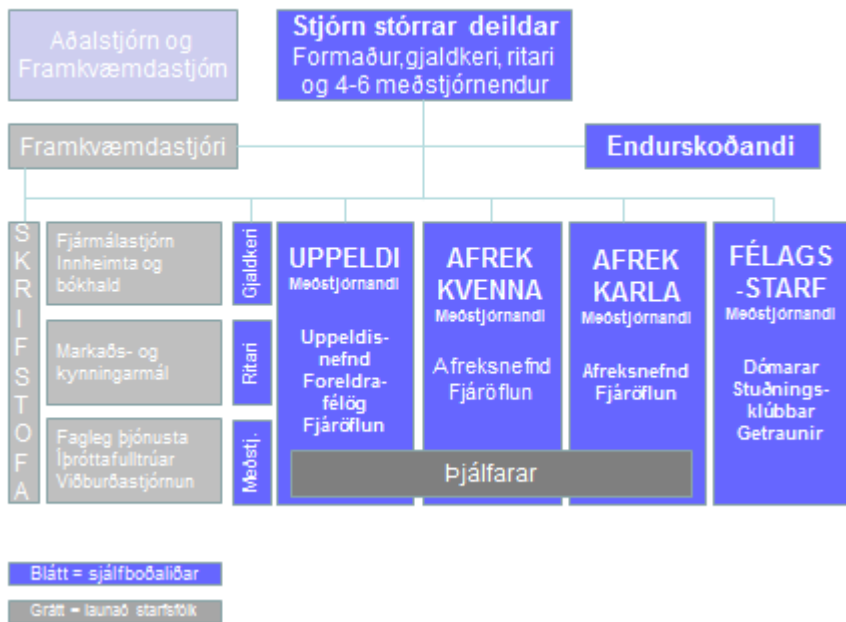 Aðalstjórn og
Framkvæmdastjórn
Stjórn stórrar deildar
Formaður,gjaldkeri, ritari
og 4-6 meðstjórnendur
Framkvæmdastjóri
Endurskoðandi
SKRIFSTOFA
Fjármálastjórn
Innheimta og
bókhald
Markaðs- og
kynningarmál
Fagleg þjónusta
Íþróttafulltrúar
Viðburðastjórnun
Gjaldkeri
Ritari
Meðstj.
UPPELDI
Meðstjórnandi
Uppeldis-
nefnd
Foreldra-
félög
Fjáröflun
AFREK
KVENNA
Meðstjórnandi
Afreksnefnd
Fjáröflun
AFREK
KARLA
Meðstjórnandi
Afreksnefnd
Fjáröflun
FÉLAGS
-STARF
Meðstjórnandi
Dómarar
Stuðnings-
klúbbar
Getraunir
Þjálfarar
Blátt = sjálfboðaliðar
Grátt = launað starfsfólk